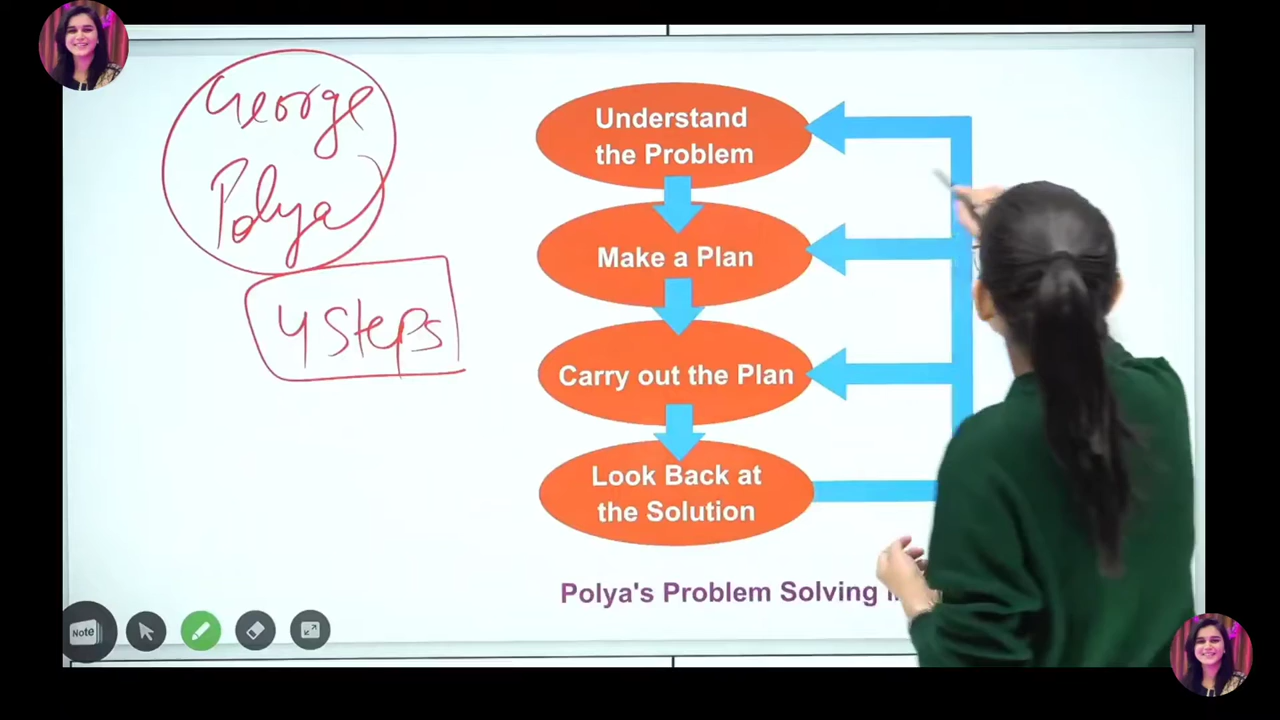 George
Polya
4 Steps
Understand
the Problem
Make a Plan
Carry out the Plan
Look Back at
the Solution
Polya's Problem Solving
Note